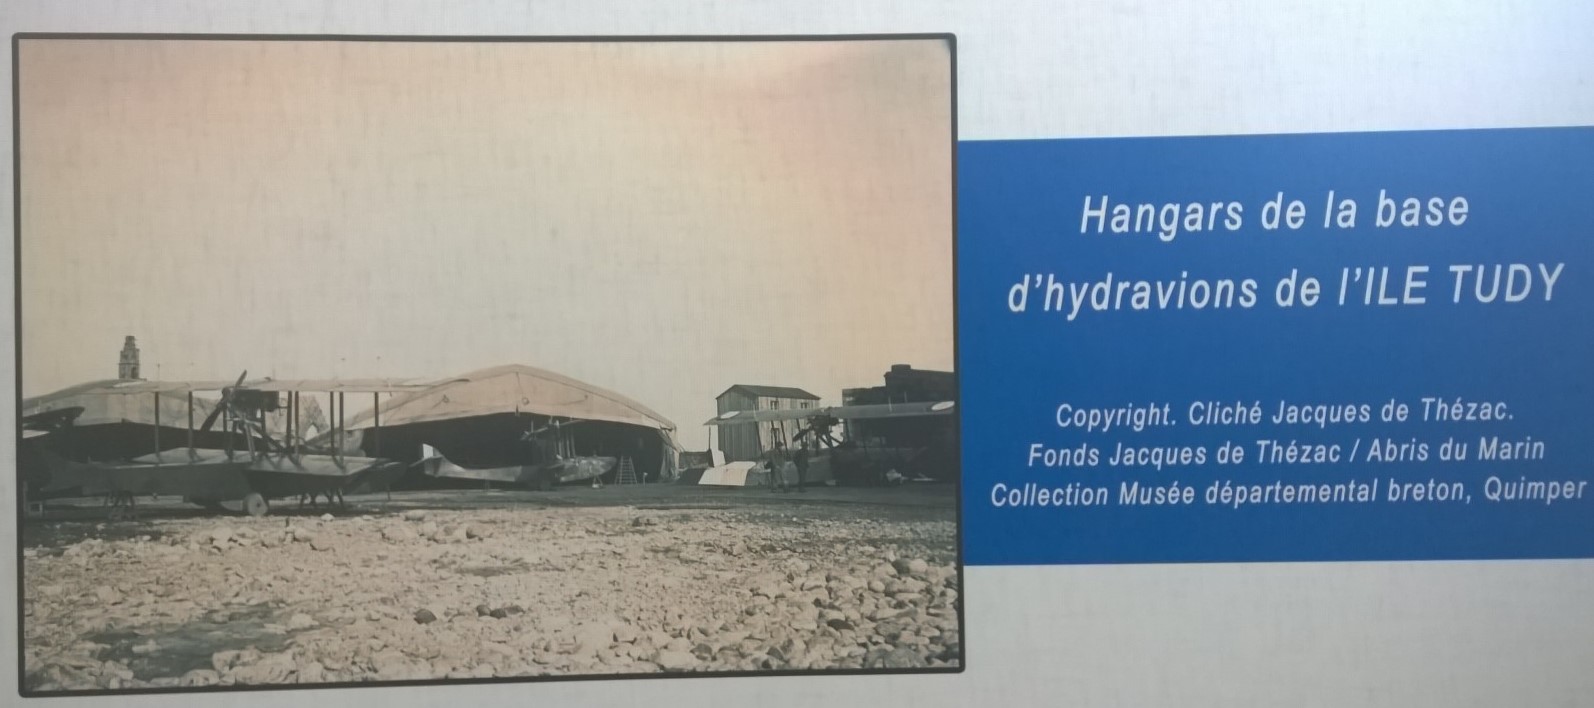 Hangars de la base
d'hydravions de l'ILE TUDY
Copyright. Cliché Jacques de Thézac.
Fonds Jacques de Thézac / Abris du Marin
Collection Musée départemental breton, Quimper